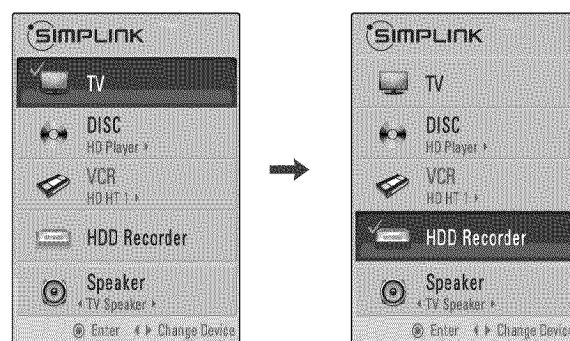 SIMPLINK
TV
DISC
HD Player
VCR
HD HT 1
HDD Recorder
Speaker
TV Speaker
Enter Change Device
SIMPLINK
TV
DISC
HD Player
VCR
HD HT 1
HDD Recorder
Speaker
TV Speaker
Enter Change Device